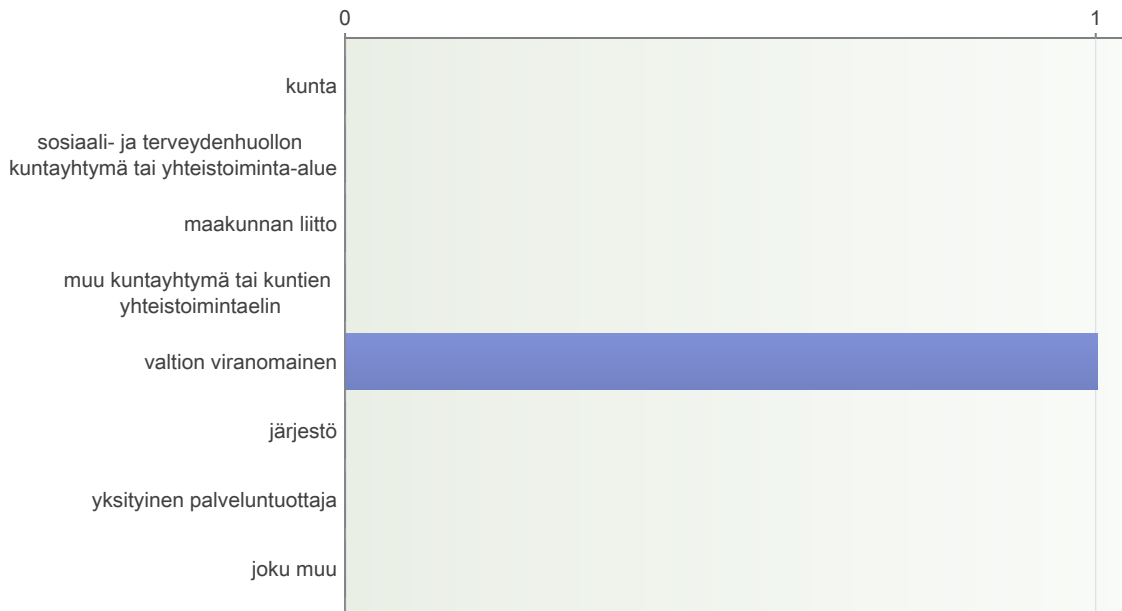 0 1
kunta
sosiaali- ja terveydenhuollon
kuntayhtymä tai yhteistoiminta-alue
maakunnan liitto
muu kuntayhtymä tai kuntien
yhteistoimintaelin
valtion viranomainen
järjestö
yksityinen palveluntuottaja
joku muu